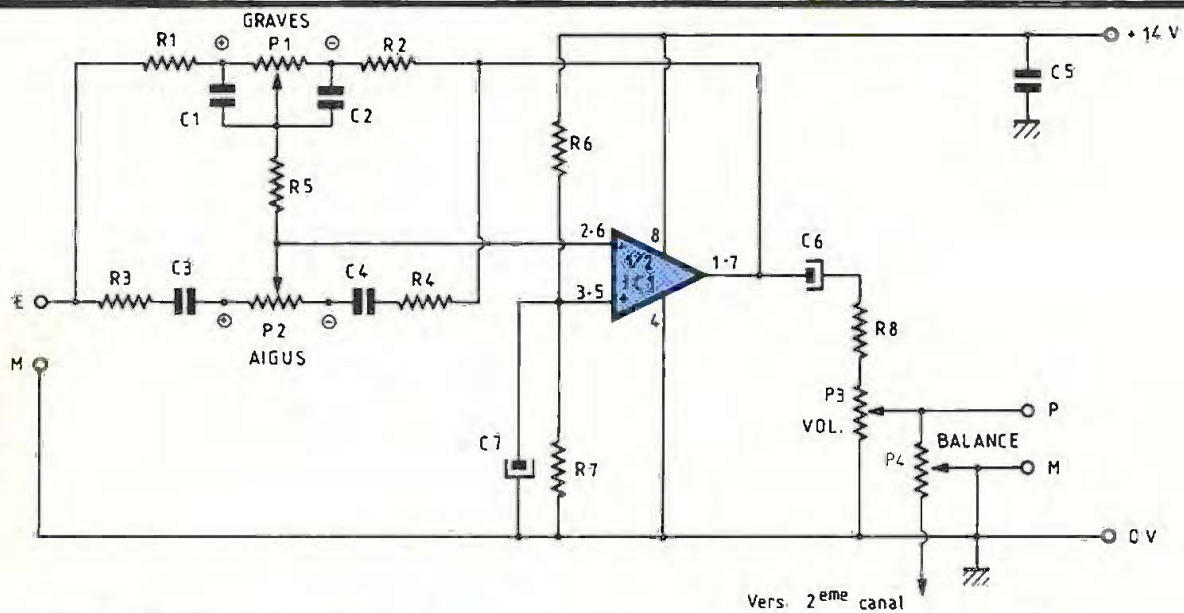 GRAVES
R1 ⊕ P1 ⊖ R2
+ 14 V
C1 C2
C5
R6
R5
2·6 8
1/2
IC1
1·7
C6
R3 C3 C4 R4
3·5
4
E
⊕ P2 ⊖
AIGUS
R8
M
P3
VOL.
P
C7
R7
BALANCE
P4
M
0 V
Vers 2eme canal